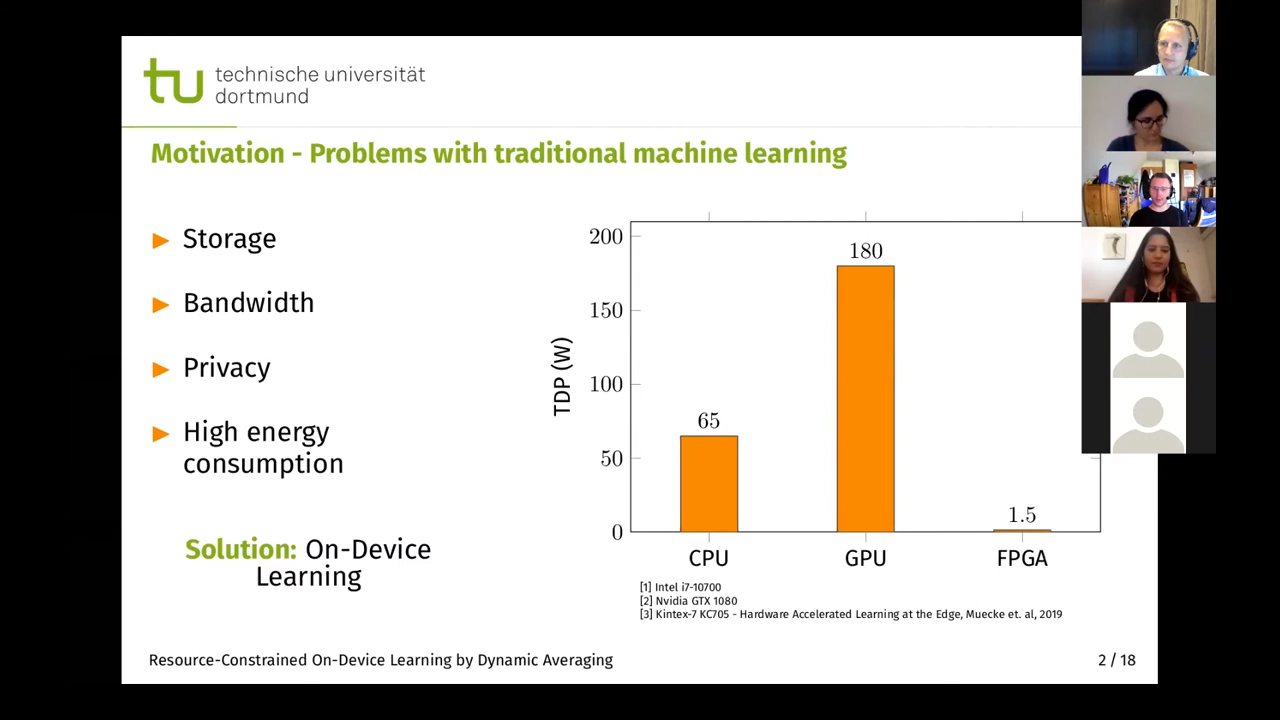 technische universität
dortmund
Motivation - Problems with traditional machine learning
Storage
Bandwidth
Privacy
High energy
consumption
Solution: On-Device
Learning
TDP (W)
200
150
100
50
0
65
180
1.5
CPU
GPU
FPGA
[1] Intel i7-10700
[2] Nvidia GTX 1080
[3] Kintex-7 KC705 - Hardware Accelerated Learning at the Edge, Muecke et. al, 2019
Resource-Constrained On-Device Learning by Dynamic Averaging
2 / 18